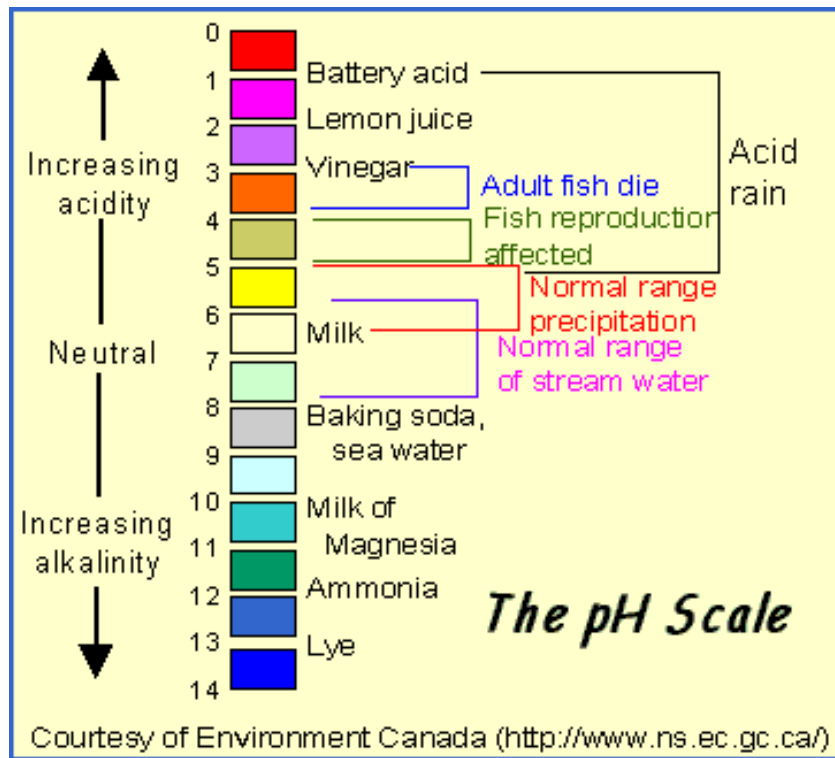 0
Battery acid
1
Lemon juice
2
Increasing
acidity
Vinegar
3
Adult fish die
Acid
rain
4
Fish reproduction
affected
5
Normal range
precipitation
6
Milk
Neutral
Normal range
of stream water
7
8
Baking soda,
sea water
9
10
Milk of
Magnesia
Increasing
alkalinity
11
Ammonia
12
The pH Scale
13
Lye
14
Courtesy of Environment Canada (http://www.ns.ec.gc.ca/)